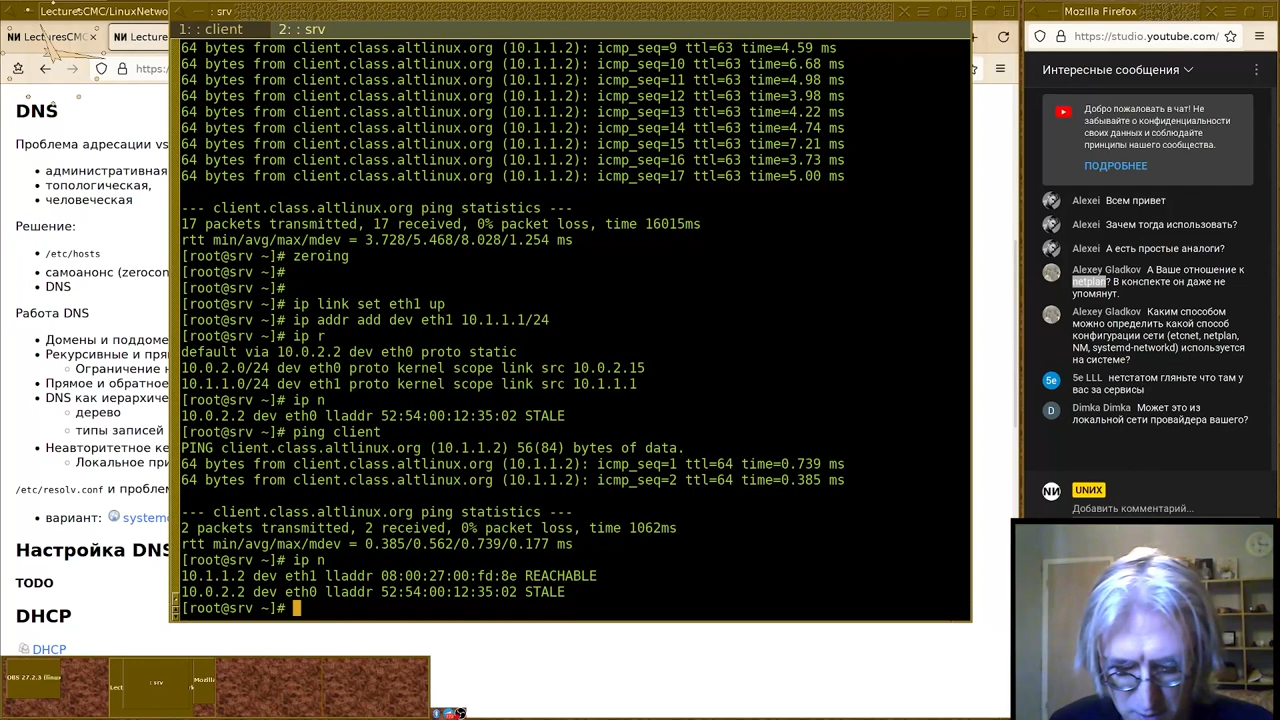 LecturesCMC/LinuxNetwo
: srv
Mozilla Firefox
LecturesCMC
Lecture
1: : client
2: : srv
https:/
https://studio.youtube.com/
DNS
Проблема адресации vs
административная
топологическая,
человеческая
Решение:
/etc/hosts
самоанонс (zerocon
DNS
Работа DNS
Домены и поддоме
Рекурсивные и пря
Ограничение н
Прямое и обратное
DNS как иерархиче
дерево
типы записей
Неавторитетное ке
Локальное при
/etc/resolv.conf и проблем
вариант: systemd
Настройка DNS
TODO
DHCP
DHCP
64 bytes from client.class.altlinux.org (10.1.1.2): icmp_seq=9 ttl=63 time=4.59 ms
64 bytes from client.class.altlinux.org (10.1.1.2): icmp_seq=10 ttl=63 time=6.68 ms
64 bytes from client.class.altlinux.org (10.1.1.2): icmp_seq=11 ttl=63 time=4.98 ms
64 bytes from client.class.altlinux.org (10.1.1.2): icmp_seq=12 ttl=63 time=3.98 ms
64 bytes from client.class.altlinux.org (10.1.1.2): icmp_seq=13 ttl=63 time=4.22 ms
64 bytes from client.class.altlinux.org (10.1.1.2): icmp_seq=14 ttl=63 time=4.74 ms
64 bytes from client.class.altlinux.org (10.1.1.2): icmp_seq=15 ttl=63 time=7.21 ms
64 bytes from client.class.altlinux.org (10.1.1.2): icmp_seq=16 ttl=63 time=3.73 ms
64 bytes from client.class.altlinux.org (10.1.1.2): icmp_seq=17 ttl=63 time=5.00 ms
--- client.class.altlinux.org ping statistics ---
17 packets transmitted, 17 received, 0% packet loss, time 16015ms
rtt min/avg/max/mdev = 3.728/5.468/8.028/1.254 ms
[root@srv ~]# zeroing
[root@srv ~]#
[root@srv ~]#
[root@srv ~]# ip link set eth1 up
[root@srv ~]# ip addr add dev eth1 10.1.1.1/24
[root@srv ~]# ip r
default via 10.0.2.2 dev eth0 proto static
10.0.2.0/24 dev eth0 proto kernel scope link src 10.0.2.15
10.1.1.0/24 dev eth1 proto kernel scope link src 10.1.1.1
[root@srv ~]# ip n
10.0.2.2 dev eth0 lladdr 52:54:00:12:35:02 STALE
[root@srv ~]# ping client
PING client.class.altlinux.org (10.1.1.2) 56(84) bytes of data.
64 bytes from client.class.altlinux.org (10.1.1.2): icmp_seq=1 ttl=64 time=0.739 ms
64 bytes from client.class.altlinux.org (10.1.1.2): icmp_seq=2 ttl=64 time=0.385 ms
--- client.class.altlinux.org ping statistics ---
2 packets transmitted, 2 received, 0% packet loss, time 1062ms
rtt min/avg/max/mdev = 0.385/0.562/0.739/0.177 ms
[root@srv ~]# ip n
10.1.1.2 dev eth1 lladdr 08:00:27:00:fd:8e REACHABLE
10.0.2.2 dev eth0 lladdr 52:54:00:12:35:02 STALE
[root@srv ~]#
Интересные сообщения
Добро пожаловать в чат! Не
забывайте о конфиденциальности
своих данных и соблюдайте
принципы нашего сообщества.
ПОДРОБНЕЕ
Alexei Всем привет
Alexei Зачем тогда использовать?
Alexei А есть простые аналоги?
Alexey Gladkov А Ваше отношение к
netplan? В конспекте он даже не
упомянут.
Alexey Gladkov Каким способом
можно определить какой способ
конфигурации сети (etcnet, netplan,
NM, systemd-networkd) используется
на системе?
5e LLL нетстатом гляньте что там у
вас за сервисы
Dimka Dimka Может это из
локальной сети провайдера вашего?
UNИX
Добавить комментарий...
OBS 27.2.3 (linux
Lect
: srv
Mozill